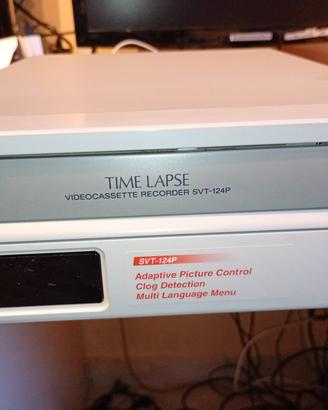 TIME LAPSE
VIDEOCASSETTE RECORDER SVT-124P
SVT-124P
Adaptive Picture Control
Clog Detection
Multi Language Menu